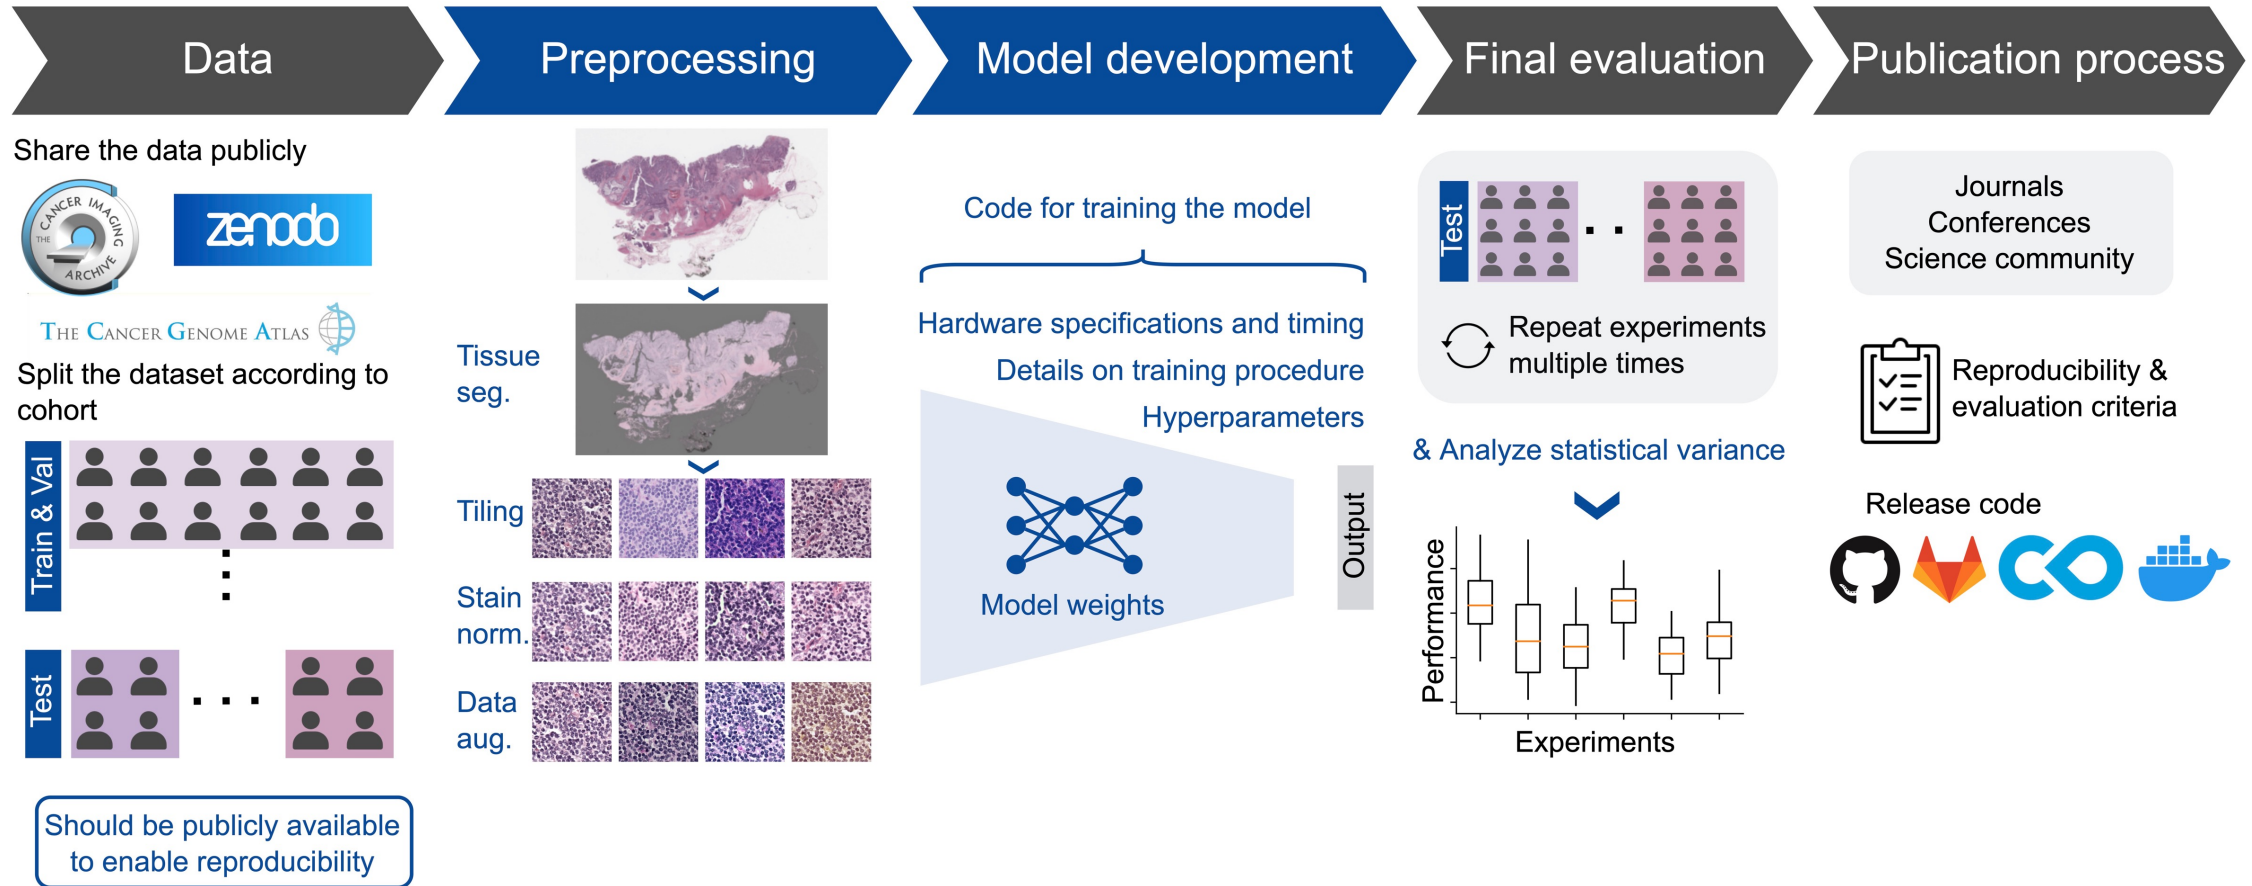 Data
Preprocessing
Model development
Final evaluation
Publication process
Share the data publicly
THE CANCER IMAGING ARCHIVE
zenodo
THE CANCER GENOME ATLAS
Split the dataset according to
cohort
Train & Val
Test
Should be publicly available
to enable reproducibility
Tissue
seg.
Tiling
Stain
norm.
Data
aug.
Code for training the model
Hardware specifications and timing
Details on training procedure
Hyperparameters
Model weights
Output
Test
Repeat experiments
multiple times
& Analyze statistical variance
Performance
Experiments
Journals
Conferences
Science community
Reproducibility &
evaluation criteria
Release code